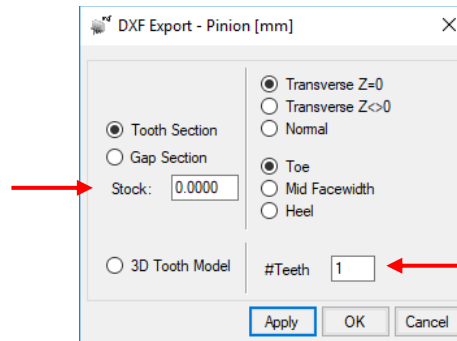 DXF Export - Pinion [mm]
Transverse Z=0
Transverse Z<>0
Normal
Tooth Section
Gap Section
Stock: 0.0000
Toe
Mid Facewidth
Heel
3D Tooth Model
#Teeth 1
Apply OK Cancel